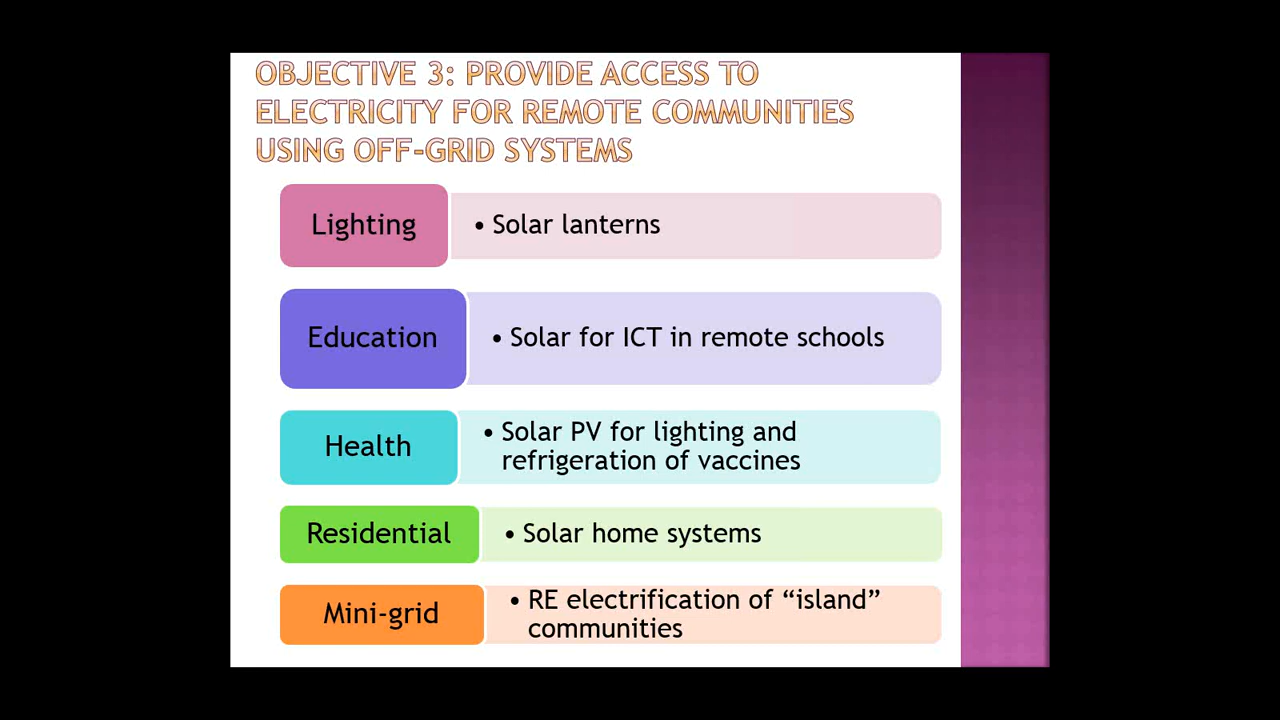 OBJECTIVE 3: PROVIDE ACCESS TO
ELECTRICITY FOR REMOTE COMMUNITIES
USING OFF-GRID SYSTEMS
Lighting
• Solar lanterns
Education
• Solar for ICT in remote schools
Health
• Solar PV for lighting and
refrigeration of vaccines
Residential
• Solar home systems
Mini-grid
• RE electrification of “island”
communities